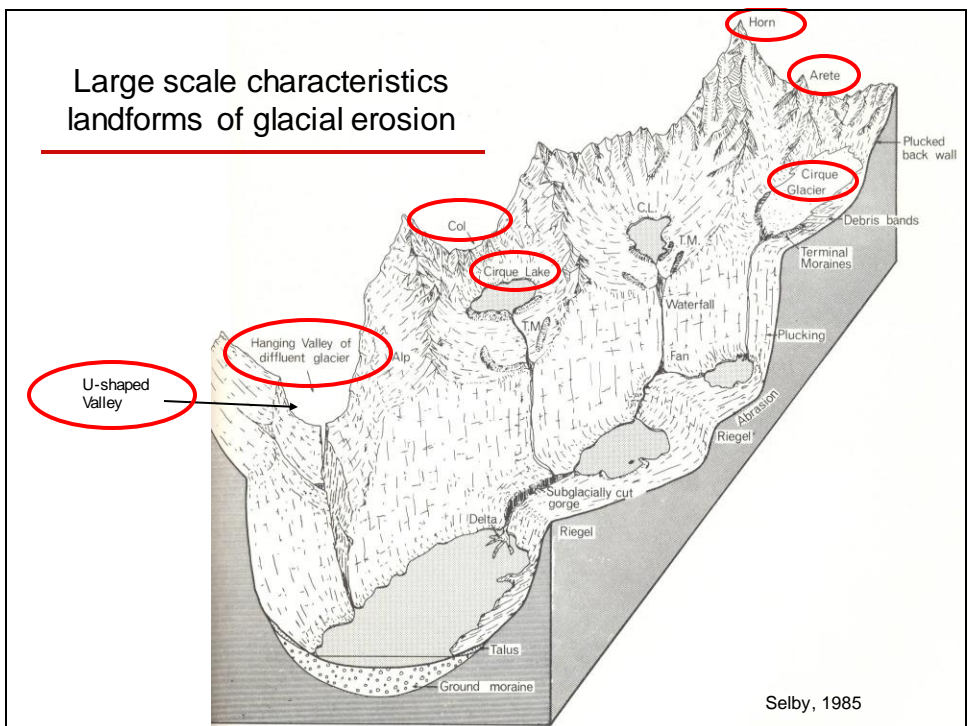 Large scale characteristics
landforms of glacial erosion
Horn
Arete
Plucked
back wall
Cirque
Glacier
C.L.
Col
Debris bands
T.M.
Terminal
Moraines
Cirque Lake
Waterfall
T.M.
Plucking
Hanging Valley of
diffluent glacier
Alp
Fan
U-shaped
Valley
Abrasion
Riegel
Subglacially cut
gorge
Delta
Riegel
Talus
Ground moraine
Selby, 1985